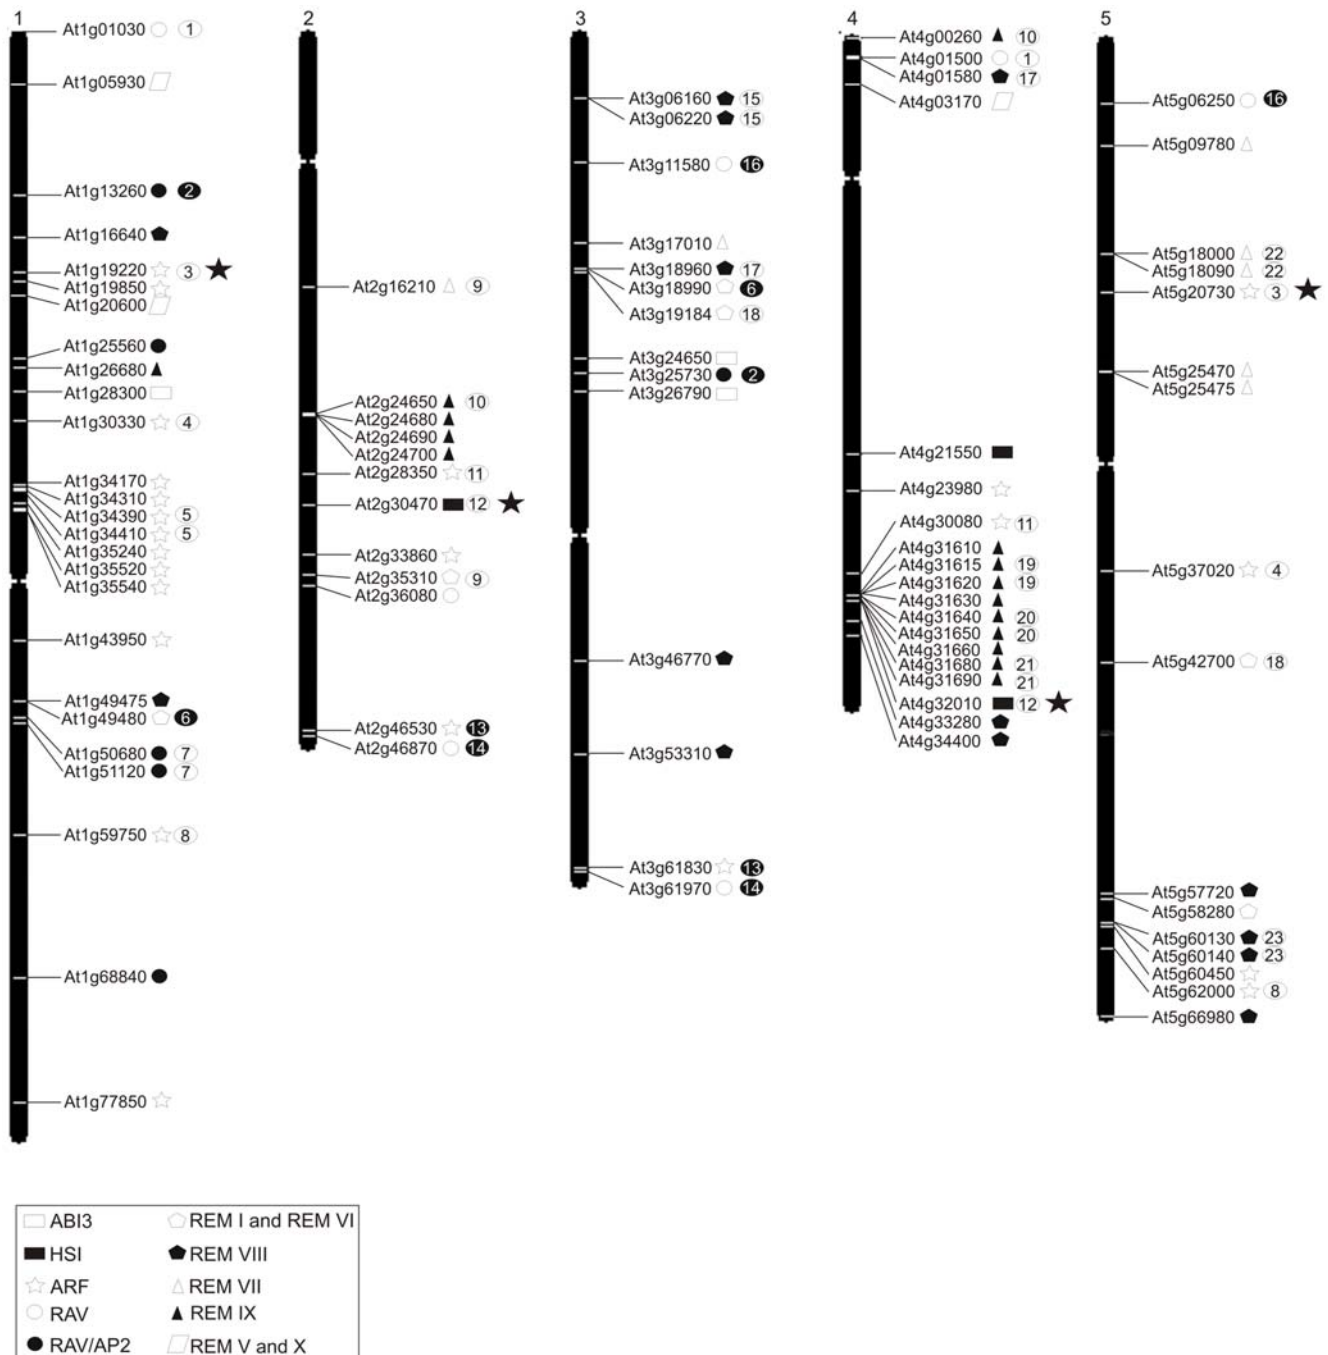 1
At1g01030 1
At1g05930
At1g13260 2
At1g16640
At1g19220 3
At1g19850
At1g20600
At1g25560
At1g26680
At1g28300
At1g30330 4
At1g34170
At1g34310
At1g34390 5
At1g34410 5
At1g35240
At1g35520
At1g35540
At1g43950
At1g49475
At1g49480 6
At1g50680 7
At1g51120 7
At1g59750 8
At1g68840
At1g77850
2
At2g16210 9
At2g24650 10
At2g24680
At2g24690
At2g24700
At2g28350 11
At2g30470 12
At2g33860
At2g35310 9
At2g36080
At2g46530 13
At2g46870 14
3
At3g06160 15
At3g06220 15
At3g11580 16
At3g17010
At3g18960 17
At3g18990 6
At3g19184 18
At3g24650
At3g25730 2
At3g26790
At3g46770
At3g53310
At3g61830 13
At3g61970 14
4
At4g00260 10
At4g01500 1
At4g01580 17
At4g03170
At4g21550
At4g23980
At4g30080 11
At4g31610
At4g31615 19
At4g31620 19
At4g31630
At4g31640 20
At4g31650 20
At4g31660
At4g31680 21
At4g31690 21
At4g32010 12
At4g33280
At4g34400
5
At5g06250 16
At5g09780
At5g18000 22
At5g18090 22
At5g20730 3
At5g25470
At5g25475
At5g37020 4
At5g42700 18
At5g57720
At5g58280
At5g60130 23
At5g60140 23
At5g60450
At5g62000 8
At5g66980
ABI3 REM I and REM VI
HSI REM VIII
ARF REM VII
RAV REM IX
RAV/AP2 REM V and X